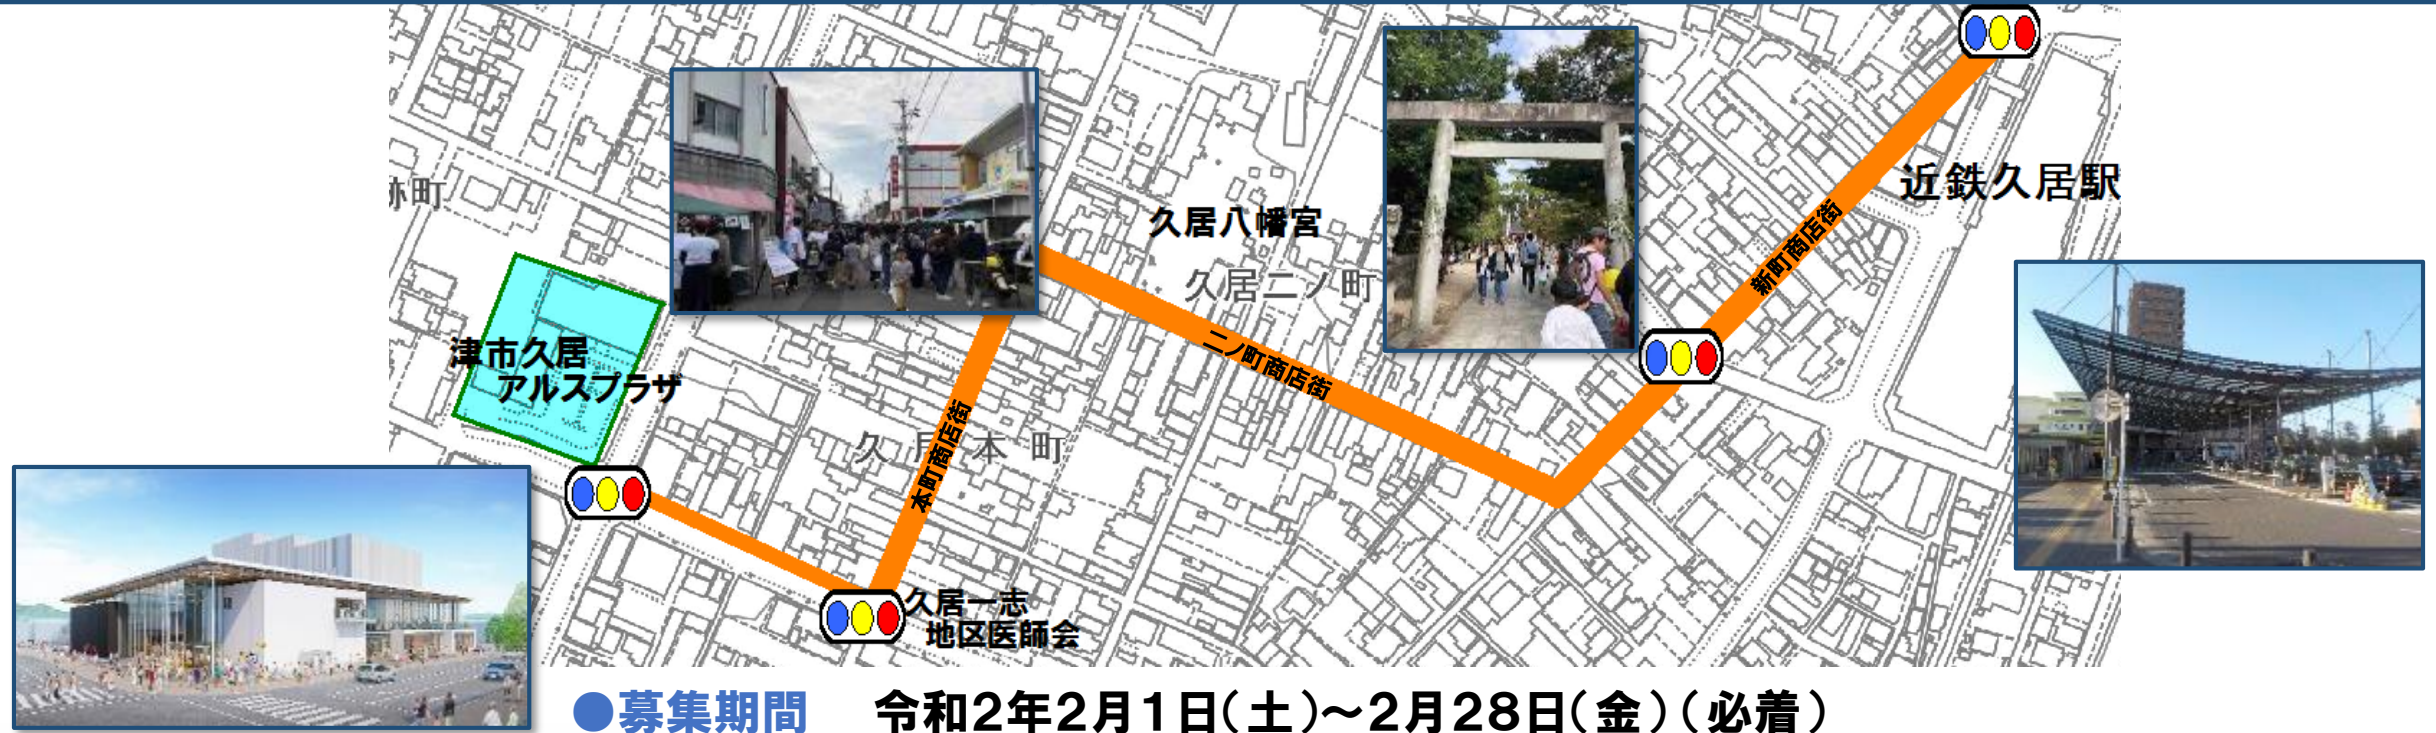 近鉄久居駅
新町商店街
久居八幡宮
久居二ノ町
二ノ町商店街
跡町
津市久居
アルスプラザ
本町商店街
久居本町
久居一志
地区医師会
●募集期間 令和2年2月1日(土)～2月28日(金)(必着)